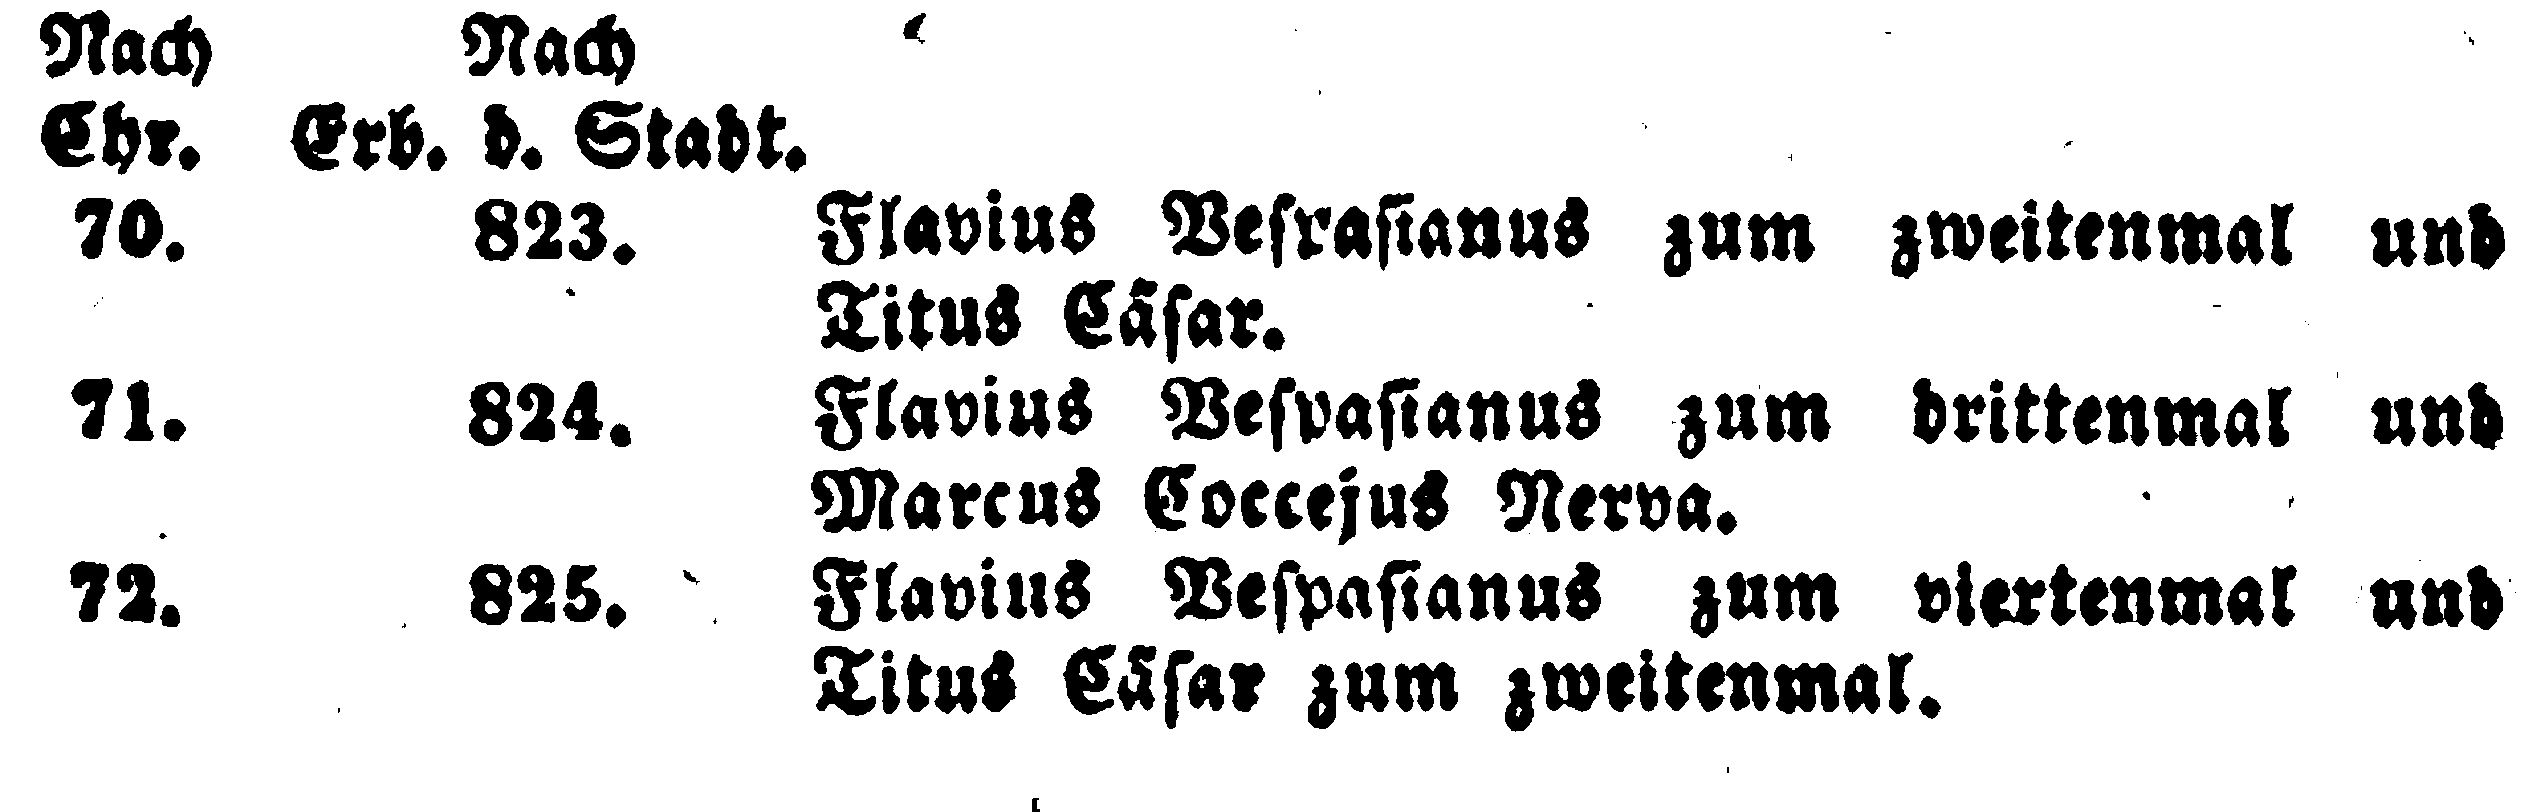 Nach Nach
Chr. Erb. d. Stadt.
70. 823. Flavius Veſpaſianus zum zweitenmal und
Titus Cäſar.
71. 824. Flavius Veſpaſianus zum drittenmal und
Marcus Coccejus Nerva.
72. 825. Flavius Veſpaſianus zum viertenmal und
Titus Cäſar zum zweitenmal.